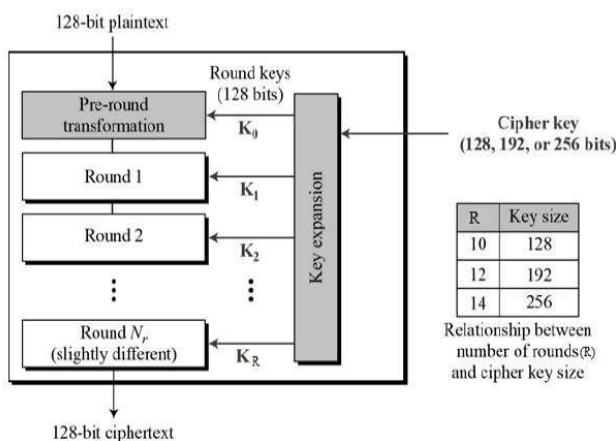 128-bit plaintext
Round keys
(128 bits)
Pre-round
transformation
K₀
Cipher key
(128, 192, or 256 bits)
Round 1
K₁
Round 2
K₂
Key expansion
R Key size
10 128
12 192
14 256
Round Nᵣ
(slightly different)
K_R
Relationship between
number of rounds(R)
and cipher key size
128-bit ciphertext